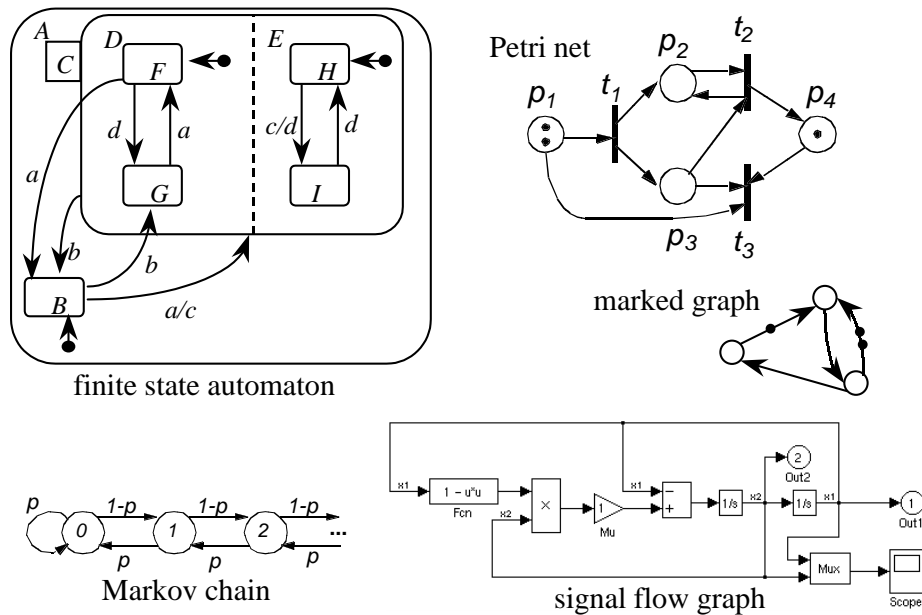 A
C
D
E
F
H
d
a
c/d
d
G
I
a
b
b
B
a/c
finite state automaton
Petri net
p1
t1
p2
t2
p4
p3
t3
marked graph
p
0
1-p
1
1-p
2
1-p
...
p
p
p
Markov chain
x1
1 - u*u
Fcn
x2
×
1
Mu
x1
−
+
1/s
x2
2
Out2
1/s
x1
1
Out1
Mux
Scope
signal flow graph